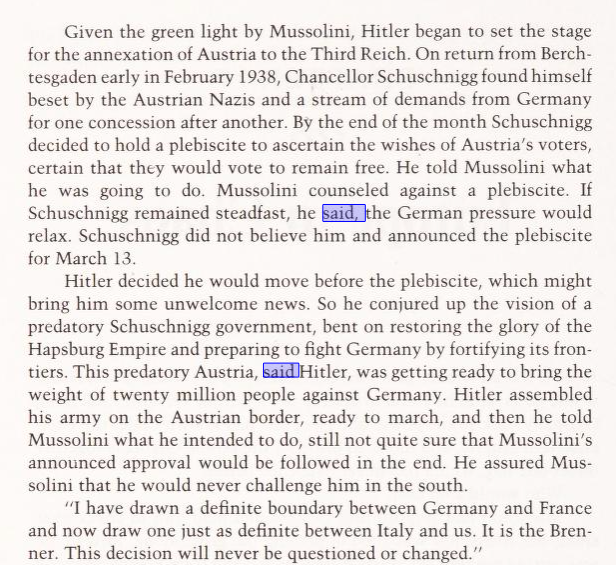 Given the green light by Mussolini, Hitler began to set the stage
for the annexation of Austria to the Third Reich. On return from Berch-
tesgaden early in February 1938, Chancellor Schuschnigg found himself
beset by the Austrian Nazis and a stream of demands from Germany
for one concession after another. By the end of the month Schuschnigg
decided to hold a plebiscite to ascertain the wishes of Austria's voters,
certain that they would vote to remain free. He told Mussolini what
he was going to do. Mussolini counseled against a plebiscite. If
Schuschnigg remained steadfast, he said, the German pressure would
relax. Schuschnigg did not believe him and announced the plebiscite
for March 13.
Hitler decided he would move before the plebiscite, which might
bring him some unwelcome news. So he conjured up the vision of a
predatory Schuschnigg government, bent on restoring the glory of the
Hapsburg Empire and preparing to fight Germany by fortifying its fron-
tiers. This predatory Austria, said Hitler, was getting ready to bring the
weight of twenty million people against Germany. Hitler assembled
his army on the Austrian border, ready to march, and then he told
Mussolini what he intended to do, still not quite sure that Mussolini's
announced approval would be followed in the end. He assured Mus-
solini that he would never challenge him in the south.
"I have drawn a definite boundary between Germany and France
and now draw one just as definite between Italy and us. It is the Bren-
ner. This decision will never be questioned or changed."